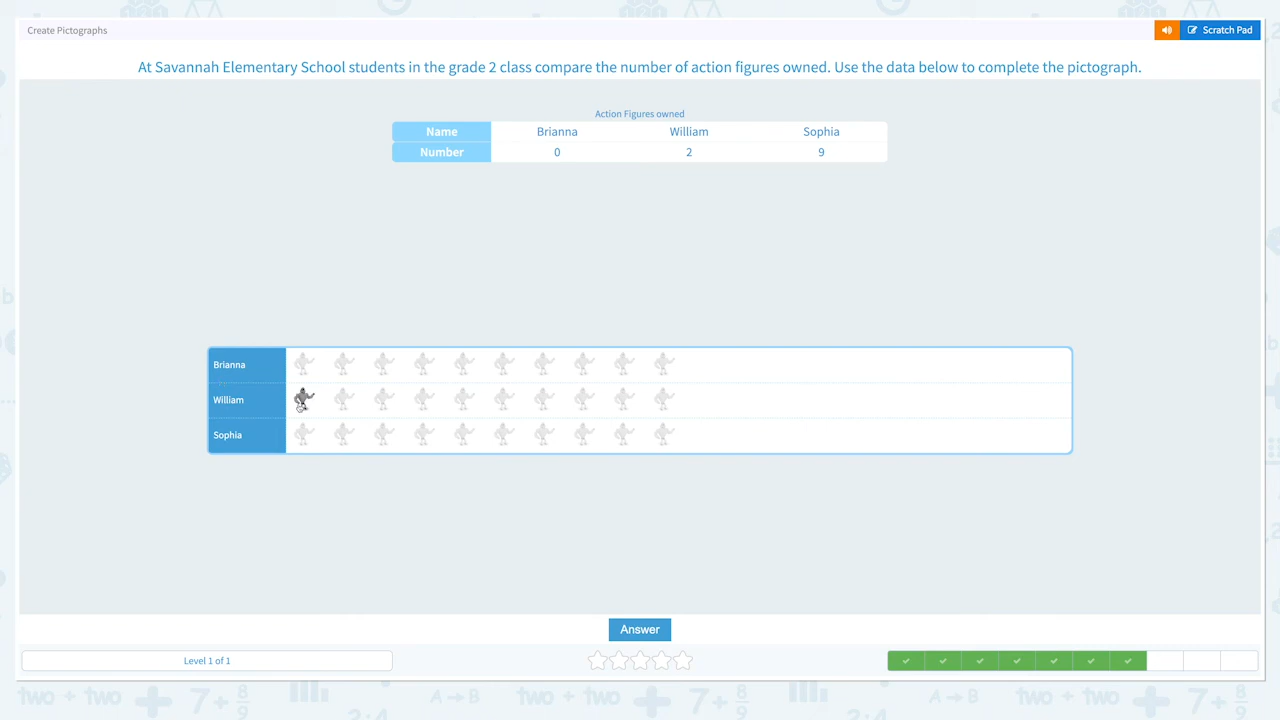 Create Pictographs
Scratch Pad
At Savannah Elementary School students in the grade 2 class compare the number of action figures owned. Use the data below to complete the pictograph.
Action Figures owned
Name Brianna William Sophia
Number 0 2 9
Brianna
William
Sophia
Answer
Level 1 of 1